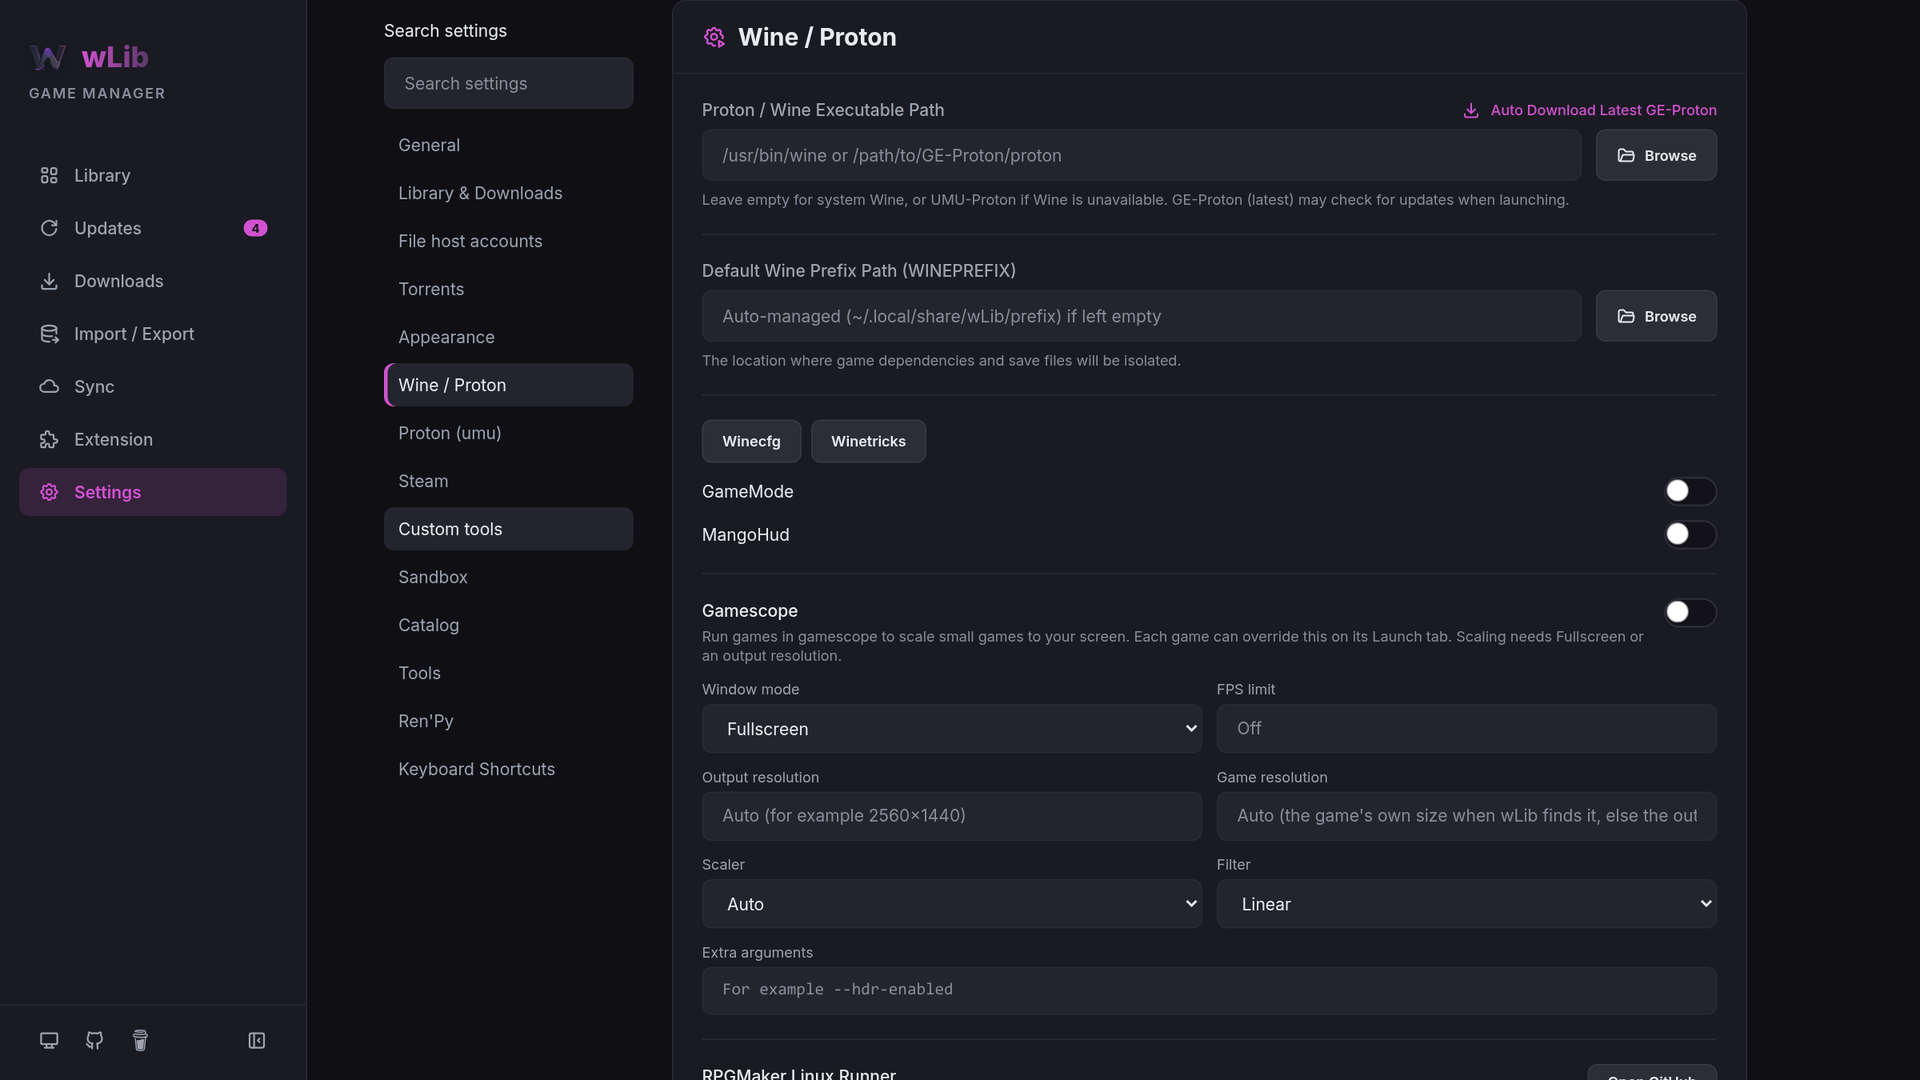 wLib
GAME MANAGER
Library
Updates
4
Downloads
Import / Export
Sync
Extension
Settings
Search settings
Search settings
General
Library & Downloads
File host accounts
Torrents
Appearance
Wine / Proton
Proton (umu)
Steam
Custom tools
Sandbox
Catalog
Tools
Ren'Py
Keyboard Shortcuts
Wine / Proton
Proton / Wine Executable Path
Auto Download Latest GE-Proton
/usr/bin/wine or /path/to/GE-Proton/proton
Browse
Leave empty for system Wine, or UMU-Proton if Wine is unavailable. GE-Proton (latest) may check for updates when launching.
Default Wine Prefix Path (WINEPREFIX)
Auto-managed (~/.local/share/wLib/prefix) if left empty
Browse
The location where game dependencies and save files will be isolated.
Winecfg
Winetricks
GameMode
MangoHud
Gamescope
Run games in gamescope to scale small games to your screen. Each game can override this on its Launch tab. Scaling needs Fullscreen or
an output resolution.
Window mode
FPS limit
Fullscreen
Off
Output resolution
Game resolution
Auto (for example 2560×1440)
Auto (the game's own size when wLib finds it, else the out
Scaler
Filter
Auto
Linear
Extra arguments
For example --hdr-enabled
RPGMaker Linux Runner
Open GitHub